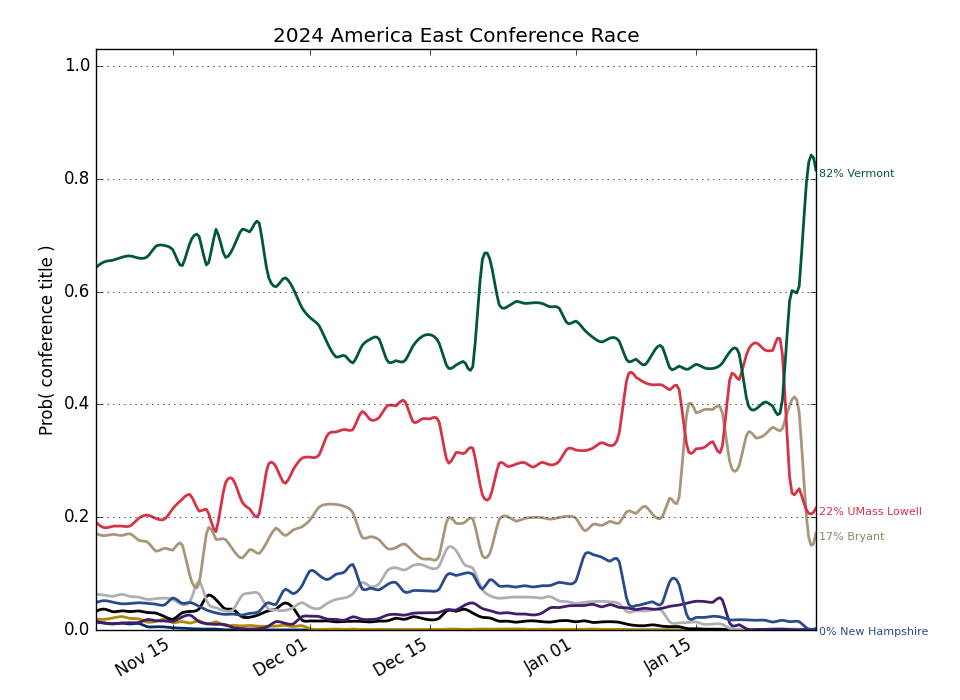 2024 America East Conference Race
Prob( conference title )
1.0
0.8
0.6
0.4
0.2
0.0
82% Vermont
22% UMass Lowell
17% Bryant
0% New Hampshire
Nov 15
Dec 01
Dec 15
Jan 01
Jan 15